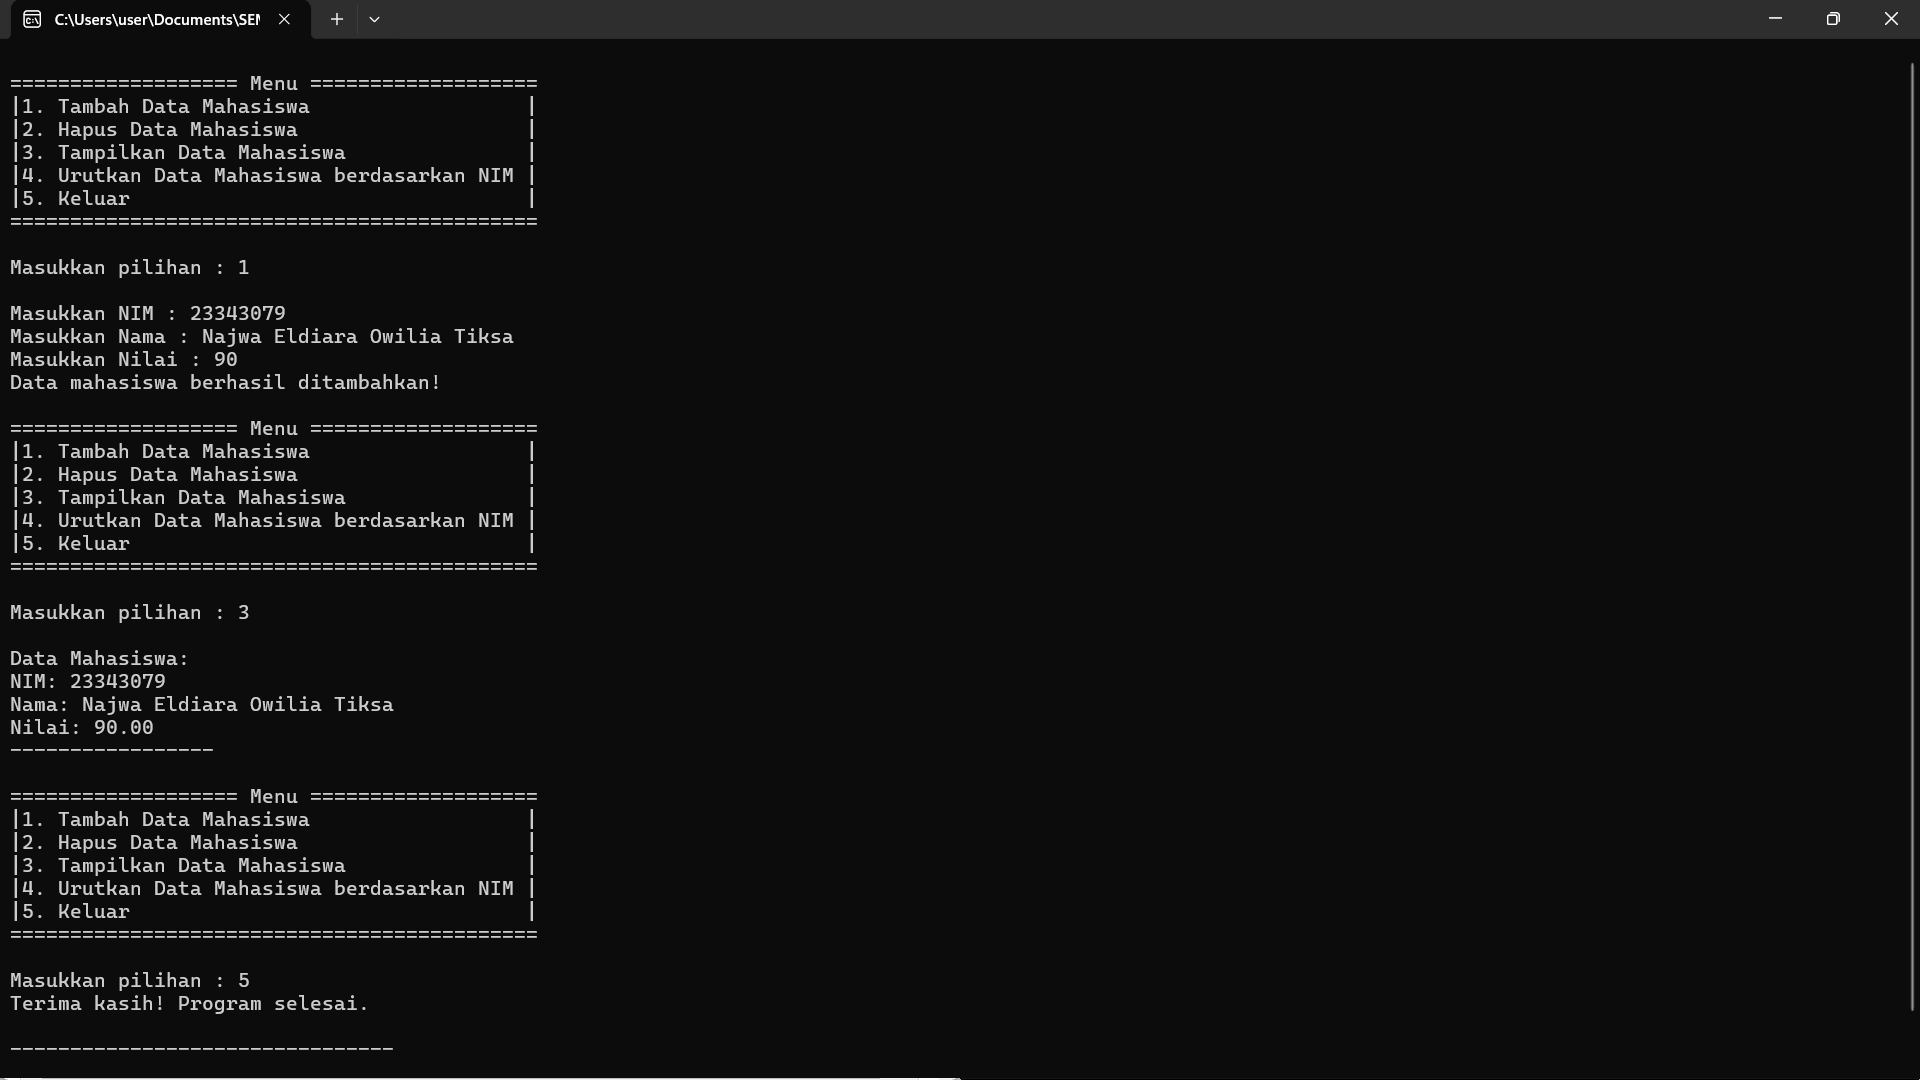 C:\Users\user\Documents\SEM
=================== Menu ===================
|1. Tambah Data Mahasiswa                  |
|2. Hapus Data Mahasiswa                   |
|3. Tampilkan Data Mahasiswa               |
|4. Urutkan Data Mahasiswa berdasarkan NIM |
|5. Keluar                                 |
============================================
Masukkan pilihan : 1
Masukkan NIM : 23343079
Masukkan Nama : Najwa Eldiara Owilia Tiksa
Masukkan Nilai : 90
Data mahasiswa berhasil ditambahkan!
=================== Menu ===================
|1. Tambah Data Mahasiswa                  |
|2. Hapus Data Mahasiswa                   |
|3. Tampilkan Data Mahasiswa               |
|4. Urutkan Data Mahasiswa berdasarkan NIM |
|5. Keluar                                 |
============================================
Masukkan pilihan : 3
Data Mahasiswa:
NIM: 23343079
Nama: Najwa Eldiara Owilia Tiksa
Nilai: 90.00
-----------------
=================== Menu ===================
|1. Tambah Data Mahasiswa                  |
|2. Hapus Data Mahasiswa                   |
|3. Tampilkan Data Mahasiswa               |
|4. Urutkan Data Mahasiswa berdasarkan NIM |
|5. Keluar                                 |
============================================
Masukkan pilihan : 5
Terima kasih! Program selesai.
--------------------------------